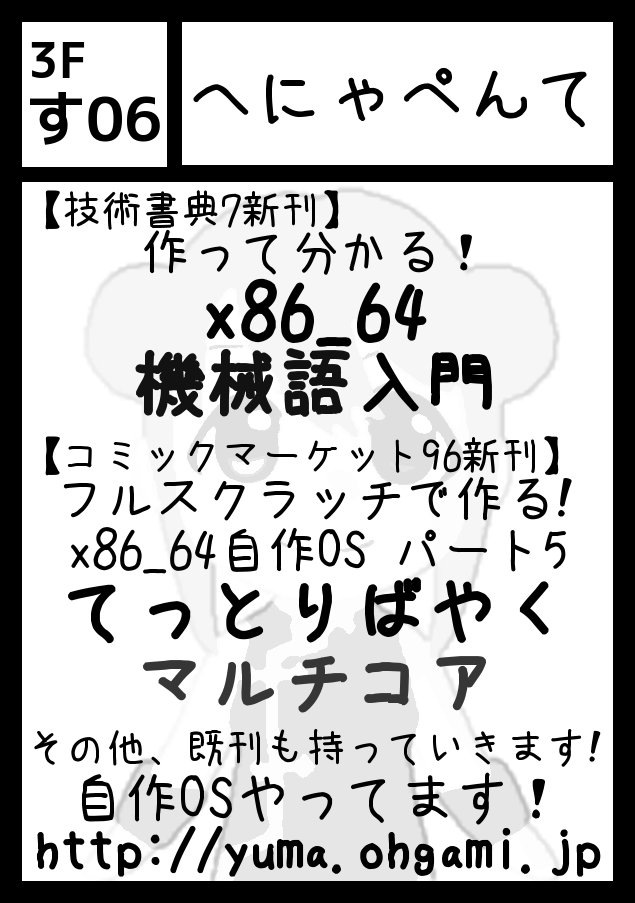 3F
す06
へにゃぺんて
【技術書典7新刊】
作って分かる！
x86_64
機械語入門
【コミックマーケット96新刊】
フルスクラッチで作る!
x86_64自作OS パート5
てっとりばやく
マルチコア
その他、既刊も持っていきます!
自作OSやってます！
http://yuma.ohgami.jp